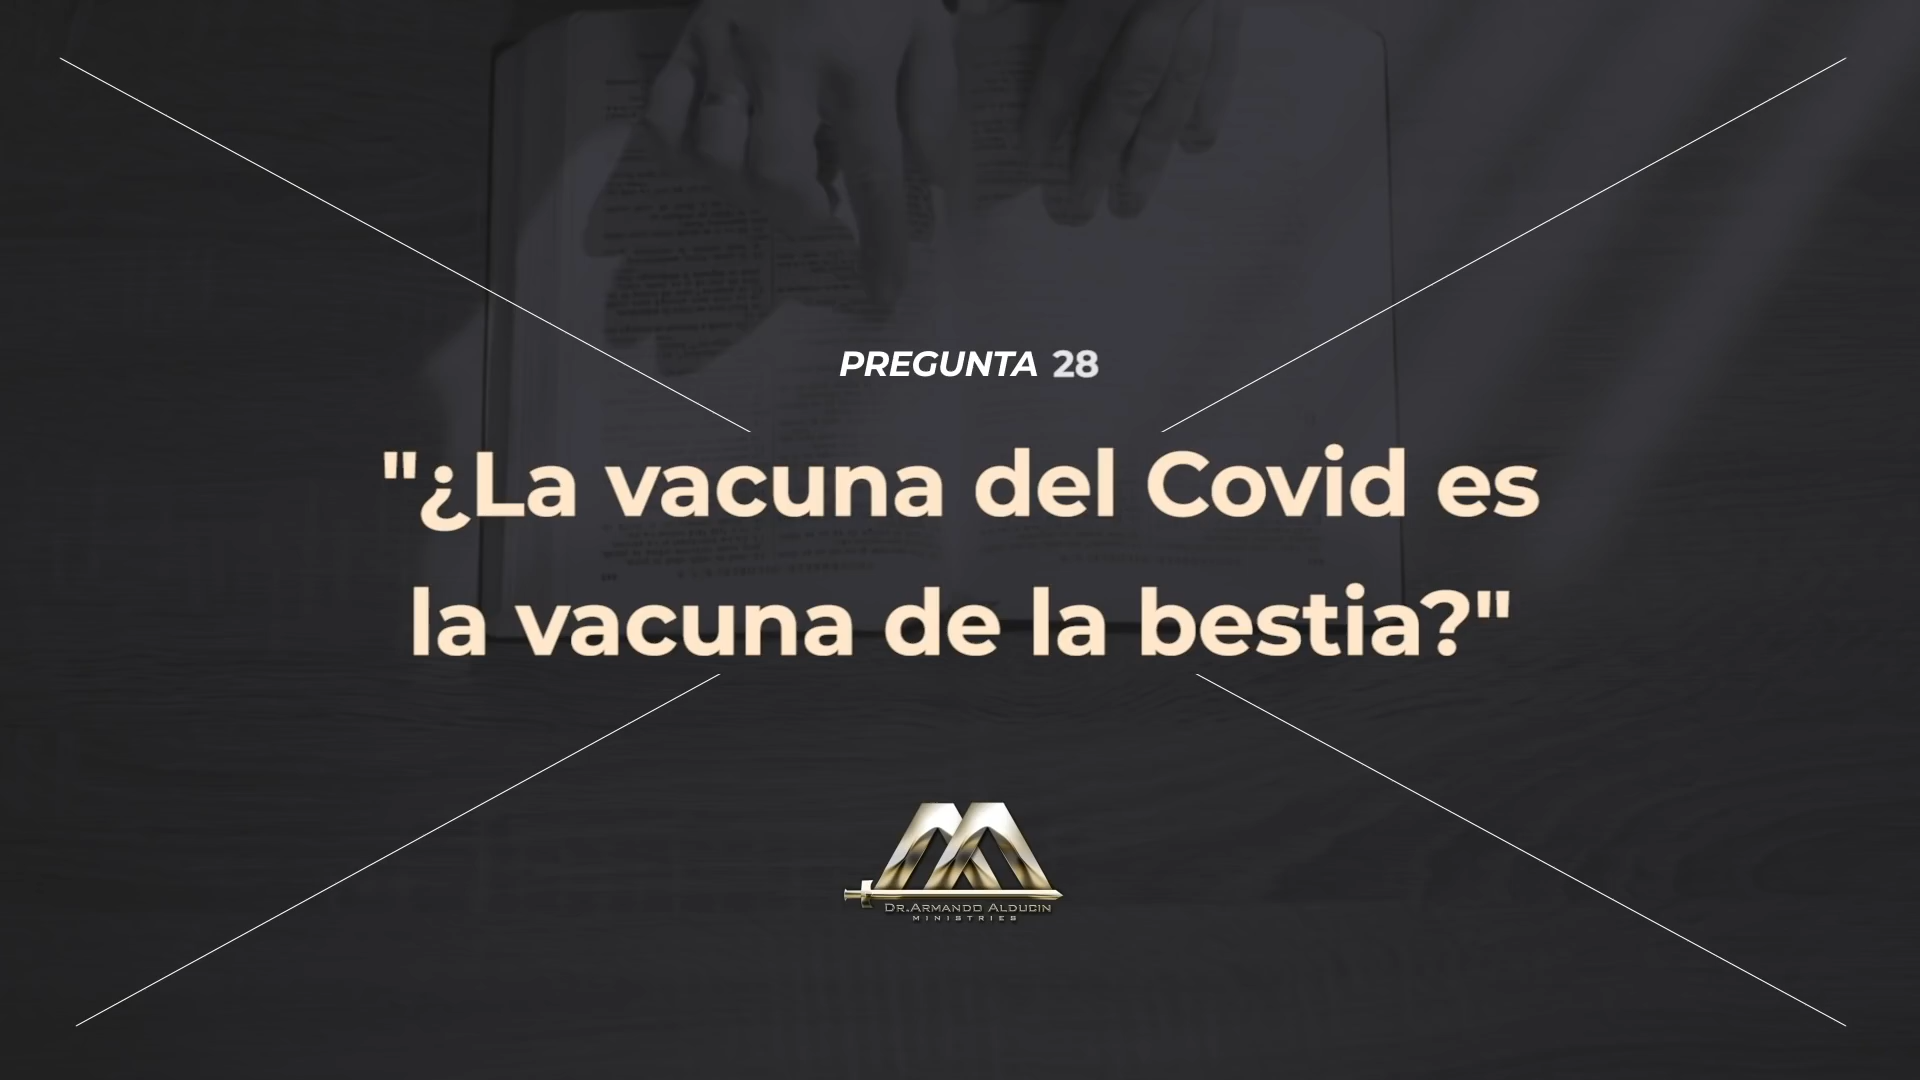 PREGUNTA 28
"¿La vacuna del Covid es
la vacuna de la bestia?"
DR. ARMANDO ALDUCIN
MINISTRIES